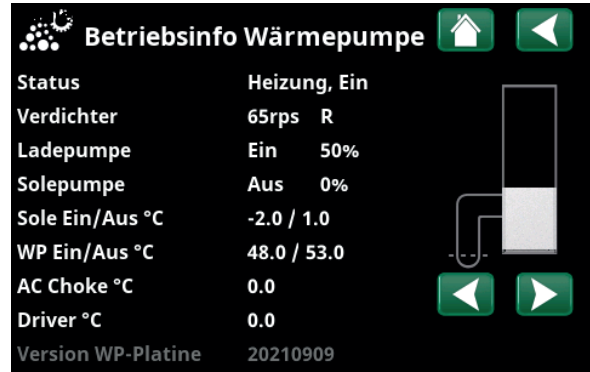 Betriebsinfo Wärmepumpe
Status Heizung, Ein
Verdichter 65rps R
Ladepumpe Ein 50%
Solepumpe Aus 0%
Sole Ein/Aus °C -2.0 / 1.0
WP Ein/Aus °C 48.0 / 53.0
AC Choke °C 0.0
Driver °C 0.0
Version WP-Platine 20210909